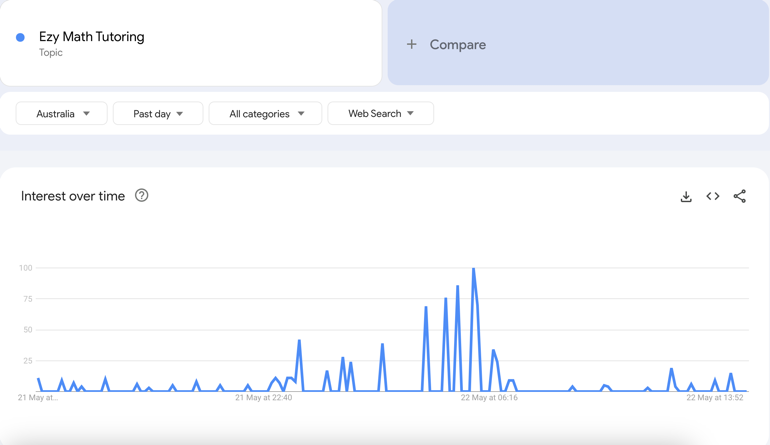 Ezy Math Tutoring
Topic
+ Compare
Australia
Past day
All categories
Web Search
Interest over time
100
75
50
25
21 May at...
21 May at 22:40
22 May at 06:16
22 May at 13:52